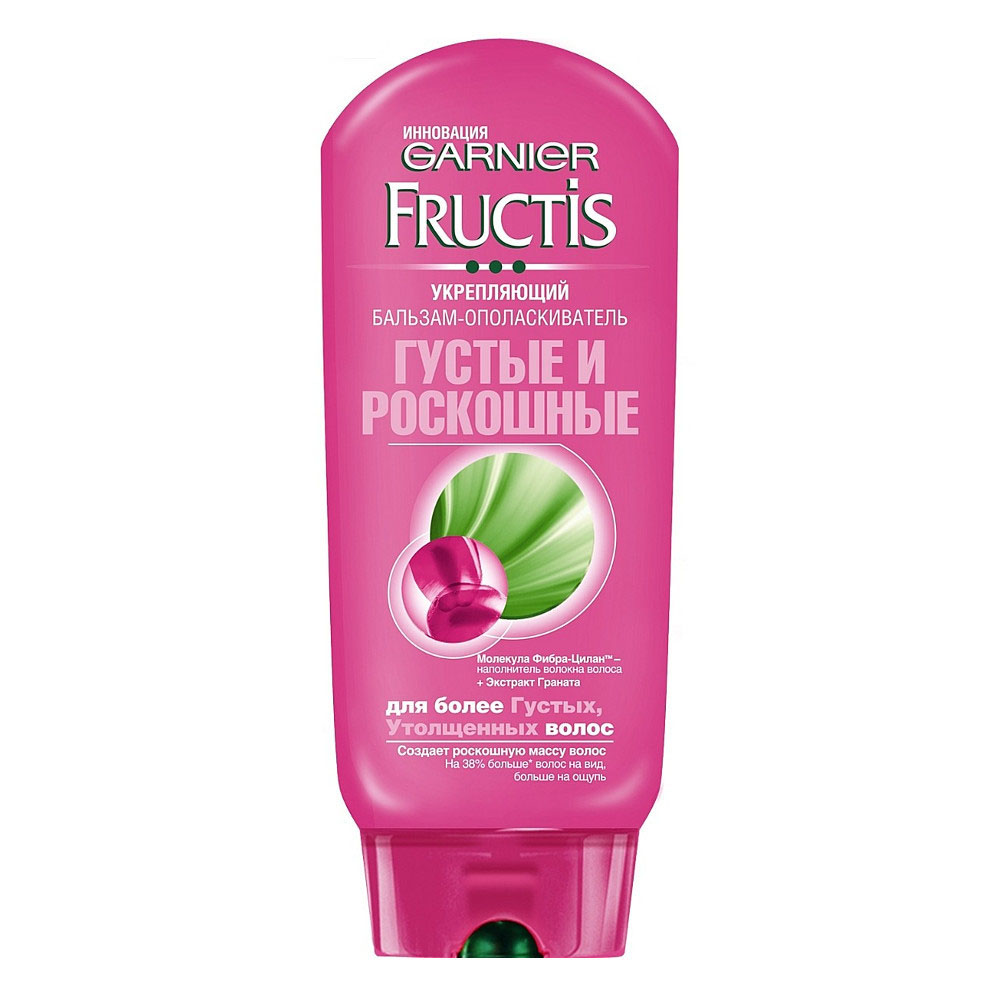 ИННОВАЦИЯ
GARNIER
FRUCTIS
УКРЕПЛЯЮЩИЙ
БАЛЬЗАМ-ОПОЛАСКИВАТЕЛЬ
ГУСТЫЕ И
РОСКОШНЫЕ
Молекула Фибра-Цилан™–
наполнитель волокна волоса
+ Экстракт Граната
для более Густых,
Утолщенных волос
Создает роскошную массу волос
На 38% больше* волос на вид,
больше на ощупь